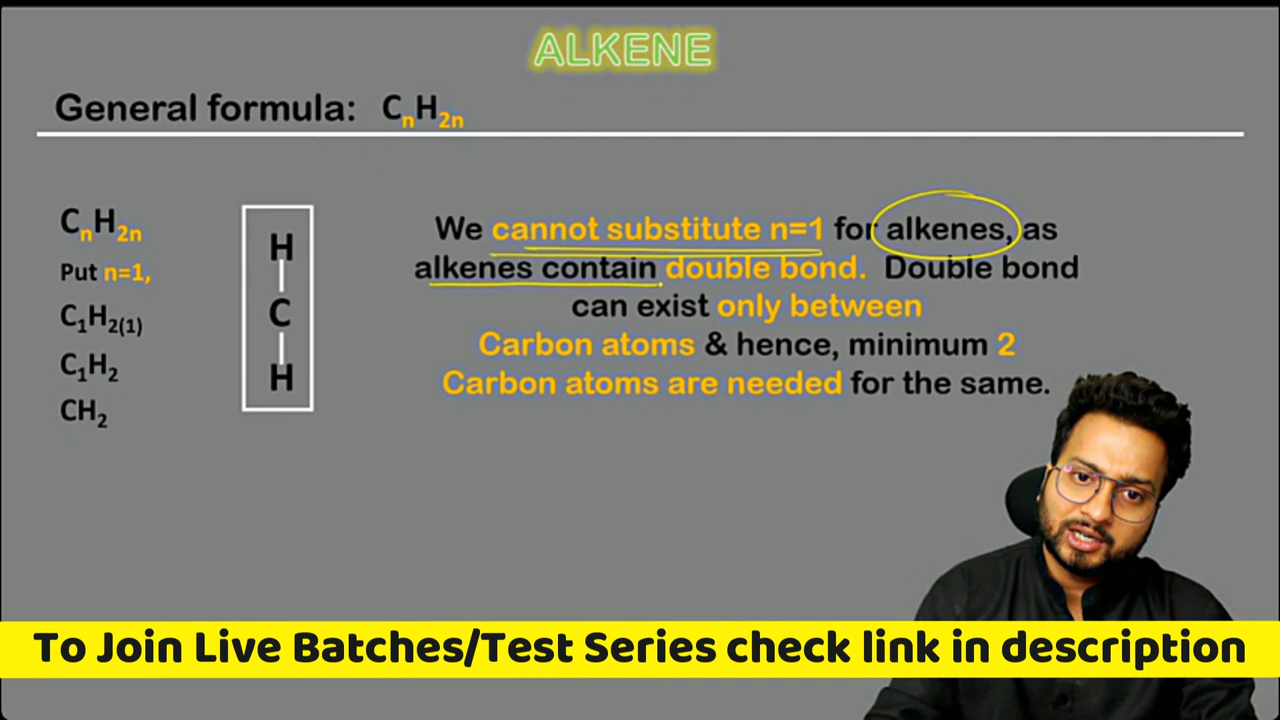 ALKENE
General formula: CₙH₂ₙ
CₙH₂ₙ
Put n=1,
C₁H₂₍₁₎
C₁H₂
CH₂
H
C
H
We cannot substitute n=1 for alkenes, as
alkenes contain double bond. Double bond
can exist only between
Carbon atoms & hence, minimum 2
Carbon atoms are needed for the same.
To Join Live Batches/Test Series check link in description